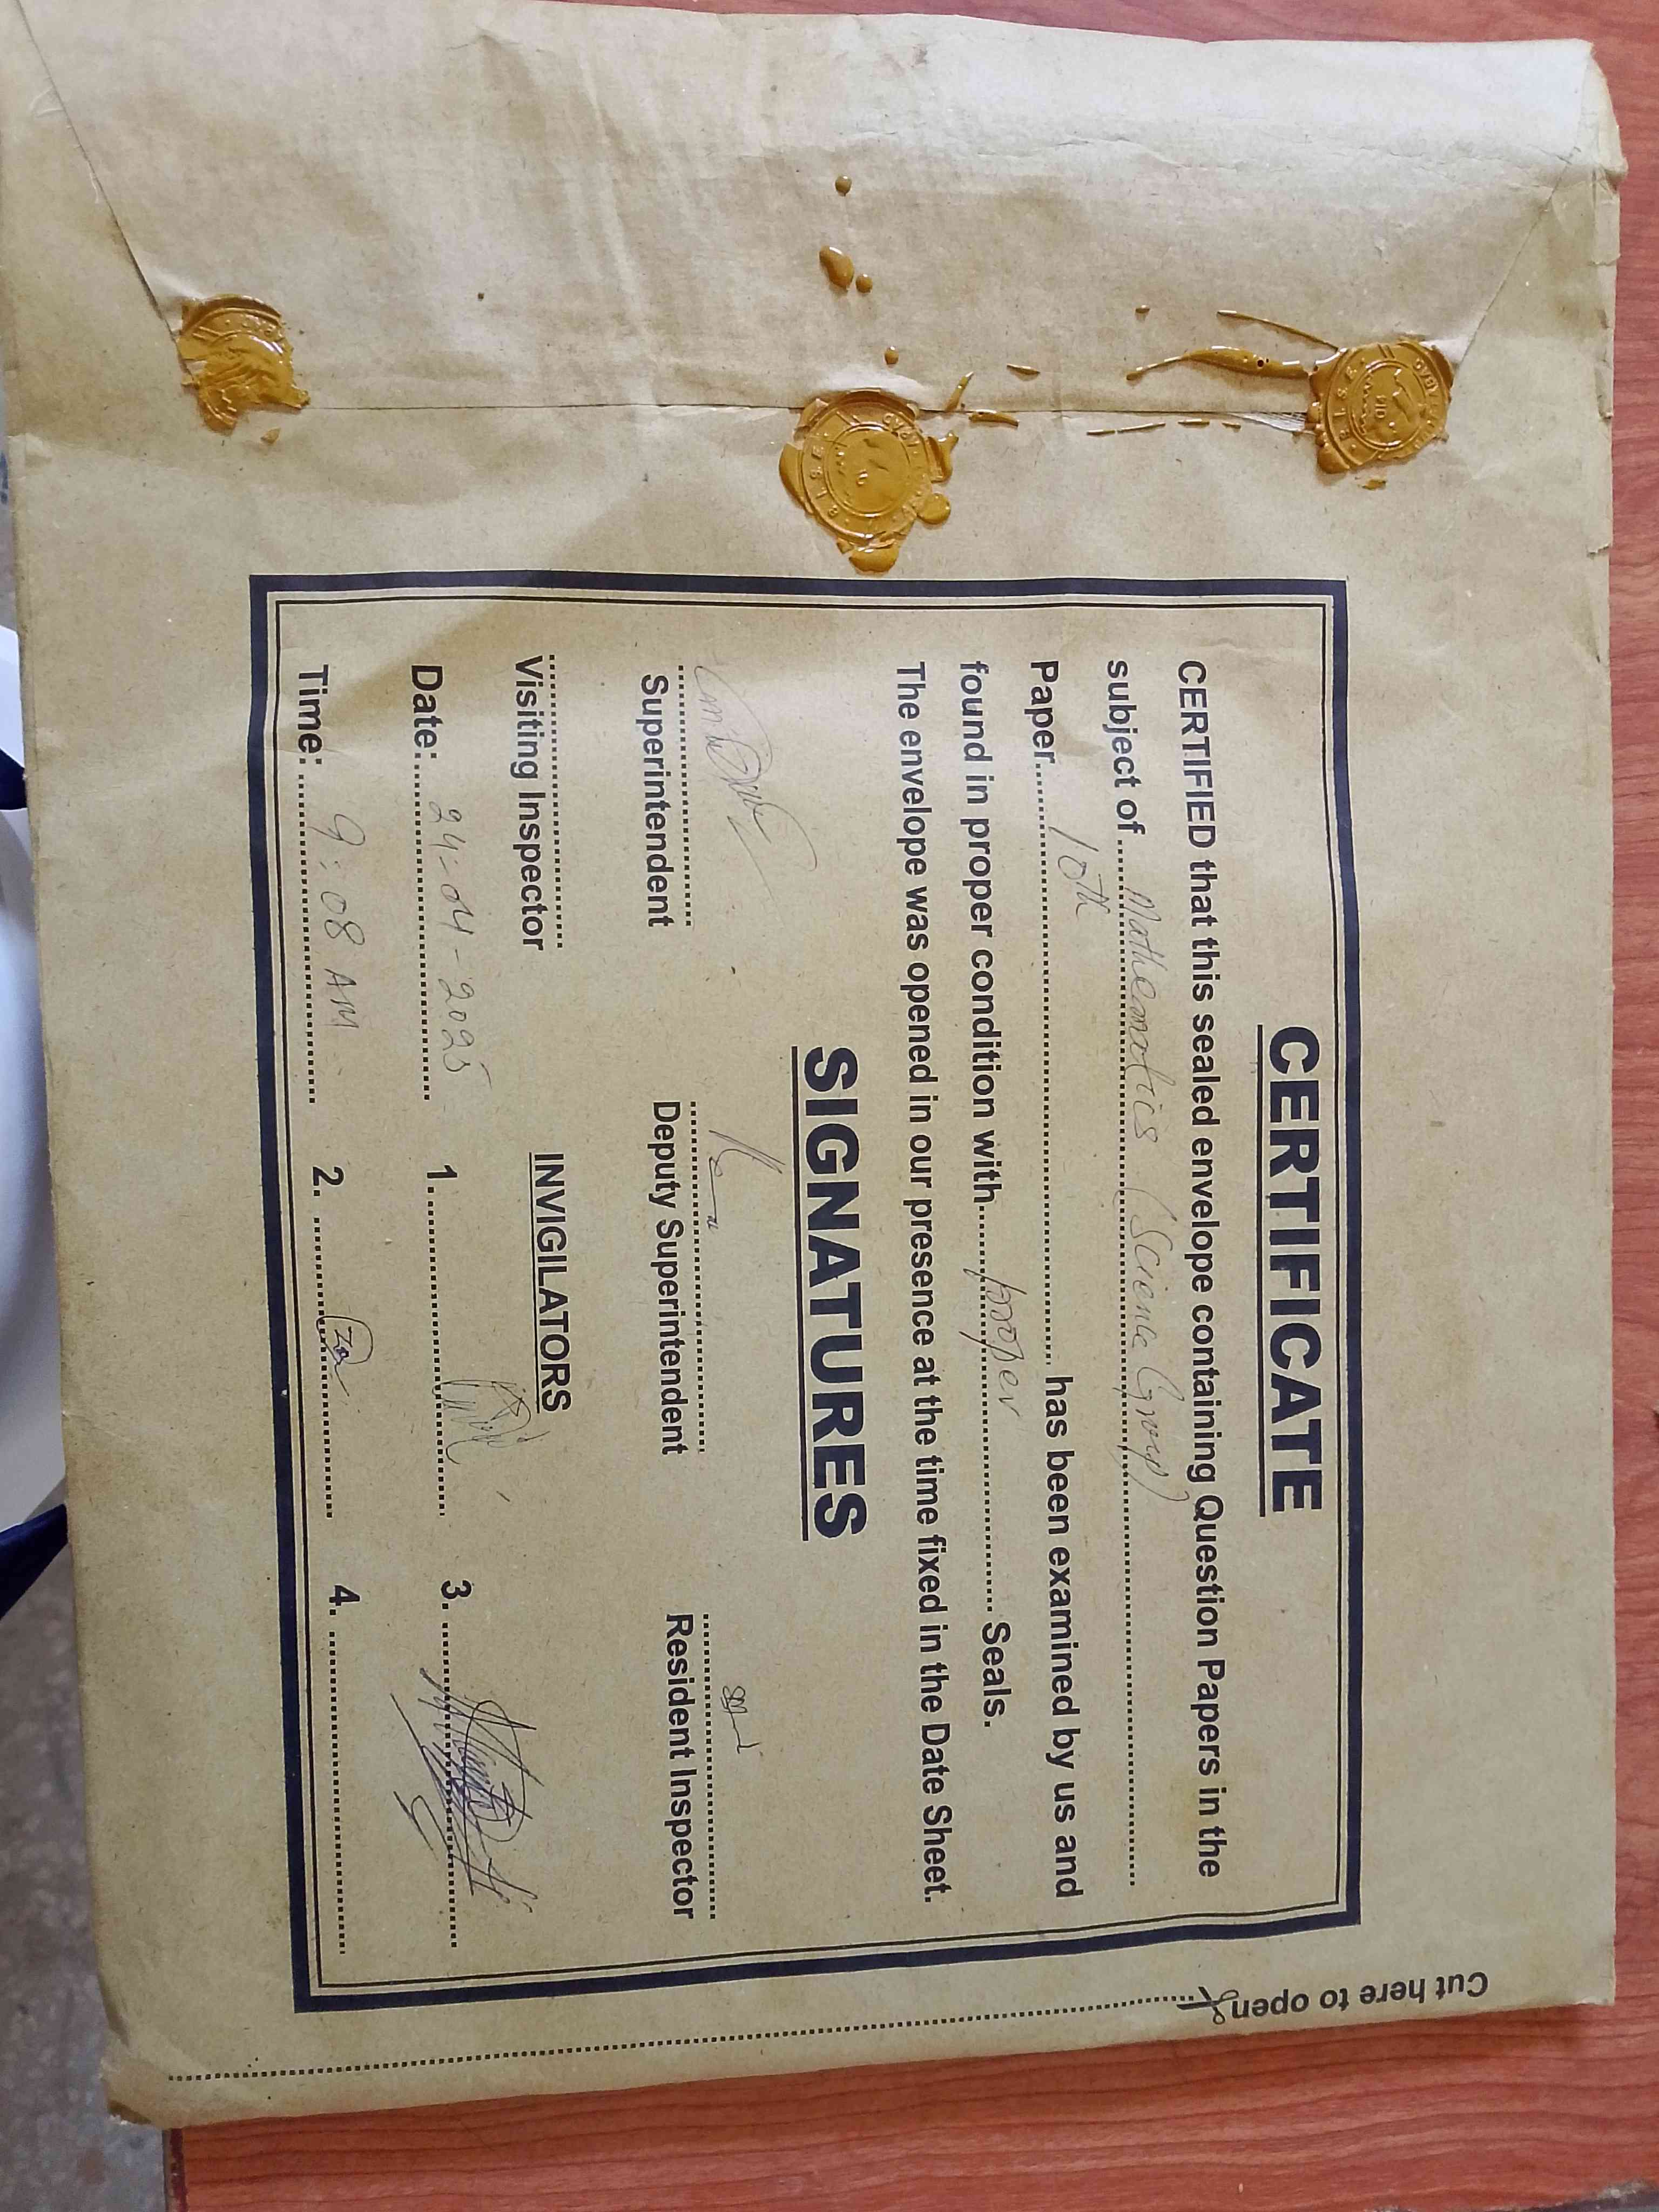 CERTIFICATE
CERTIFIED that this sealed envelope containing Question Papers in the
subject of Mathematics (Science Group)
Paper 10th has been examined by us and
found in proper condition with proper Seals.
The envelope was opened in our presence at the time fixed in the Date Sheet.
SIGNATURES
Superintendent Deputy Superintendent Resident Inspector
Visiting Inspector
INVIGILATORS
Date: 24-04-2025 1. 3.
Time: 9:08 AM 2. 4.
Cut here to open